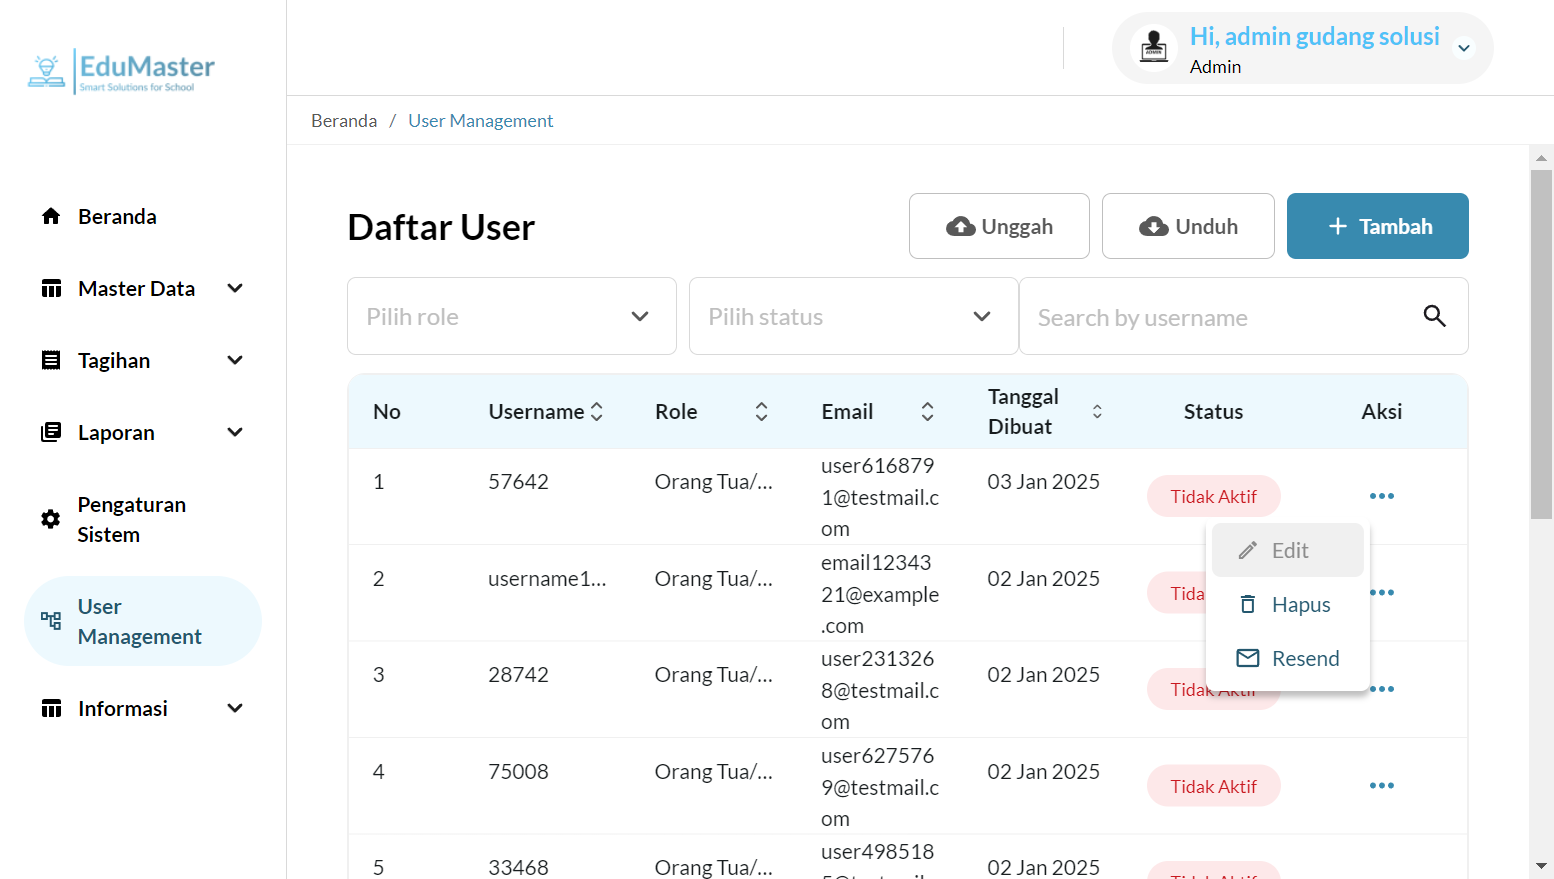 EduMaster
Smart Solutions for School
Hi, admin gudang solusi
Admin
ADMIN
Beranda / User Management
Beranda
Master Data
Tagihan
Laporan
Pengaturan
Sistem
User
Management
Informasi
Daftar User
Unggah
Unduh
+ Tambah
Pilih role
Pilih status
Search by username
No Username Role Email Tanggal Dibuat Status Aksi
1 57642 Orang Tua/... user6168791@testmail.com 03 Jan 2025 Tidak Aktif
Edit
Hapus
Resend
2 username1... Orang Tua/... email1234321@example.com 02 Jan 2025 Tida
3 28742 Orang Tua/... user2313268@testmail.com 02 Jan 2025 Tidak Aktif
4 75008 Orang Tua/... user6275769@testmail.com 02 Jan 2025 Tidak Aktif
5 33468 Orang Tua/... user498518 02 Jan 2025